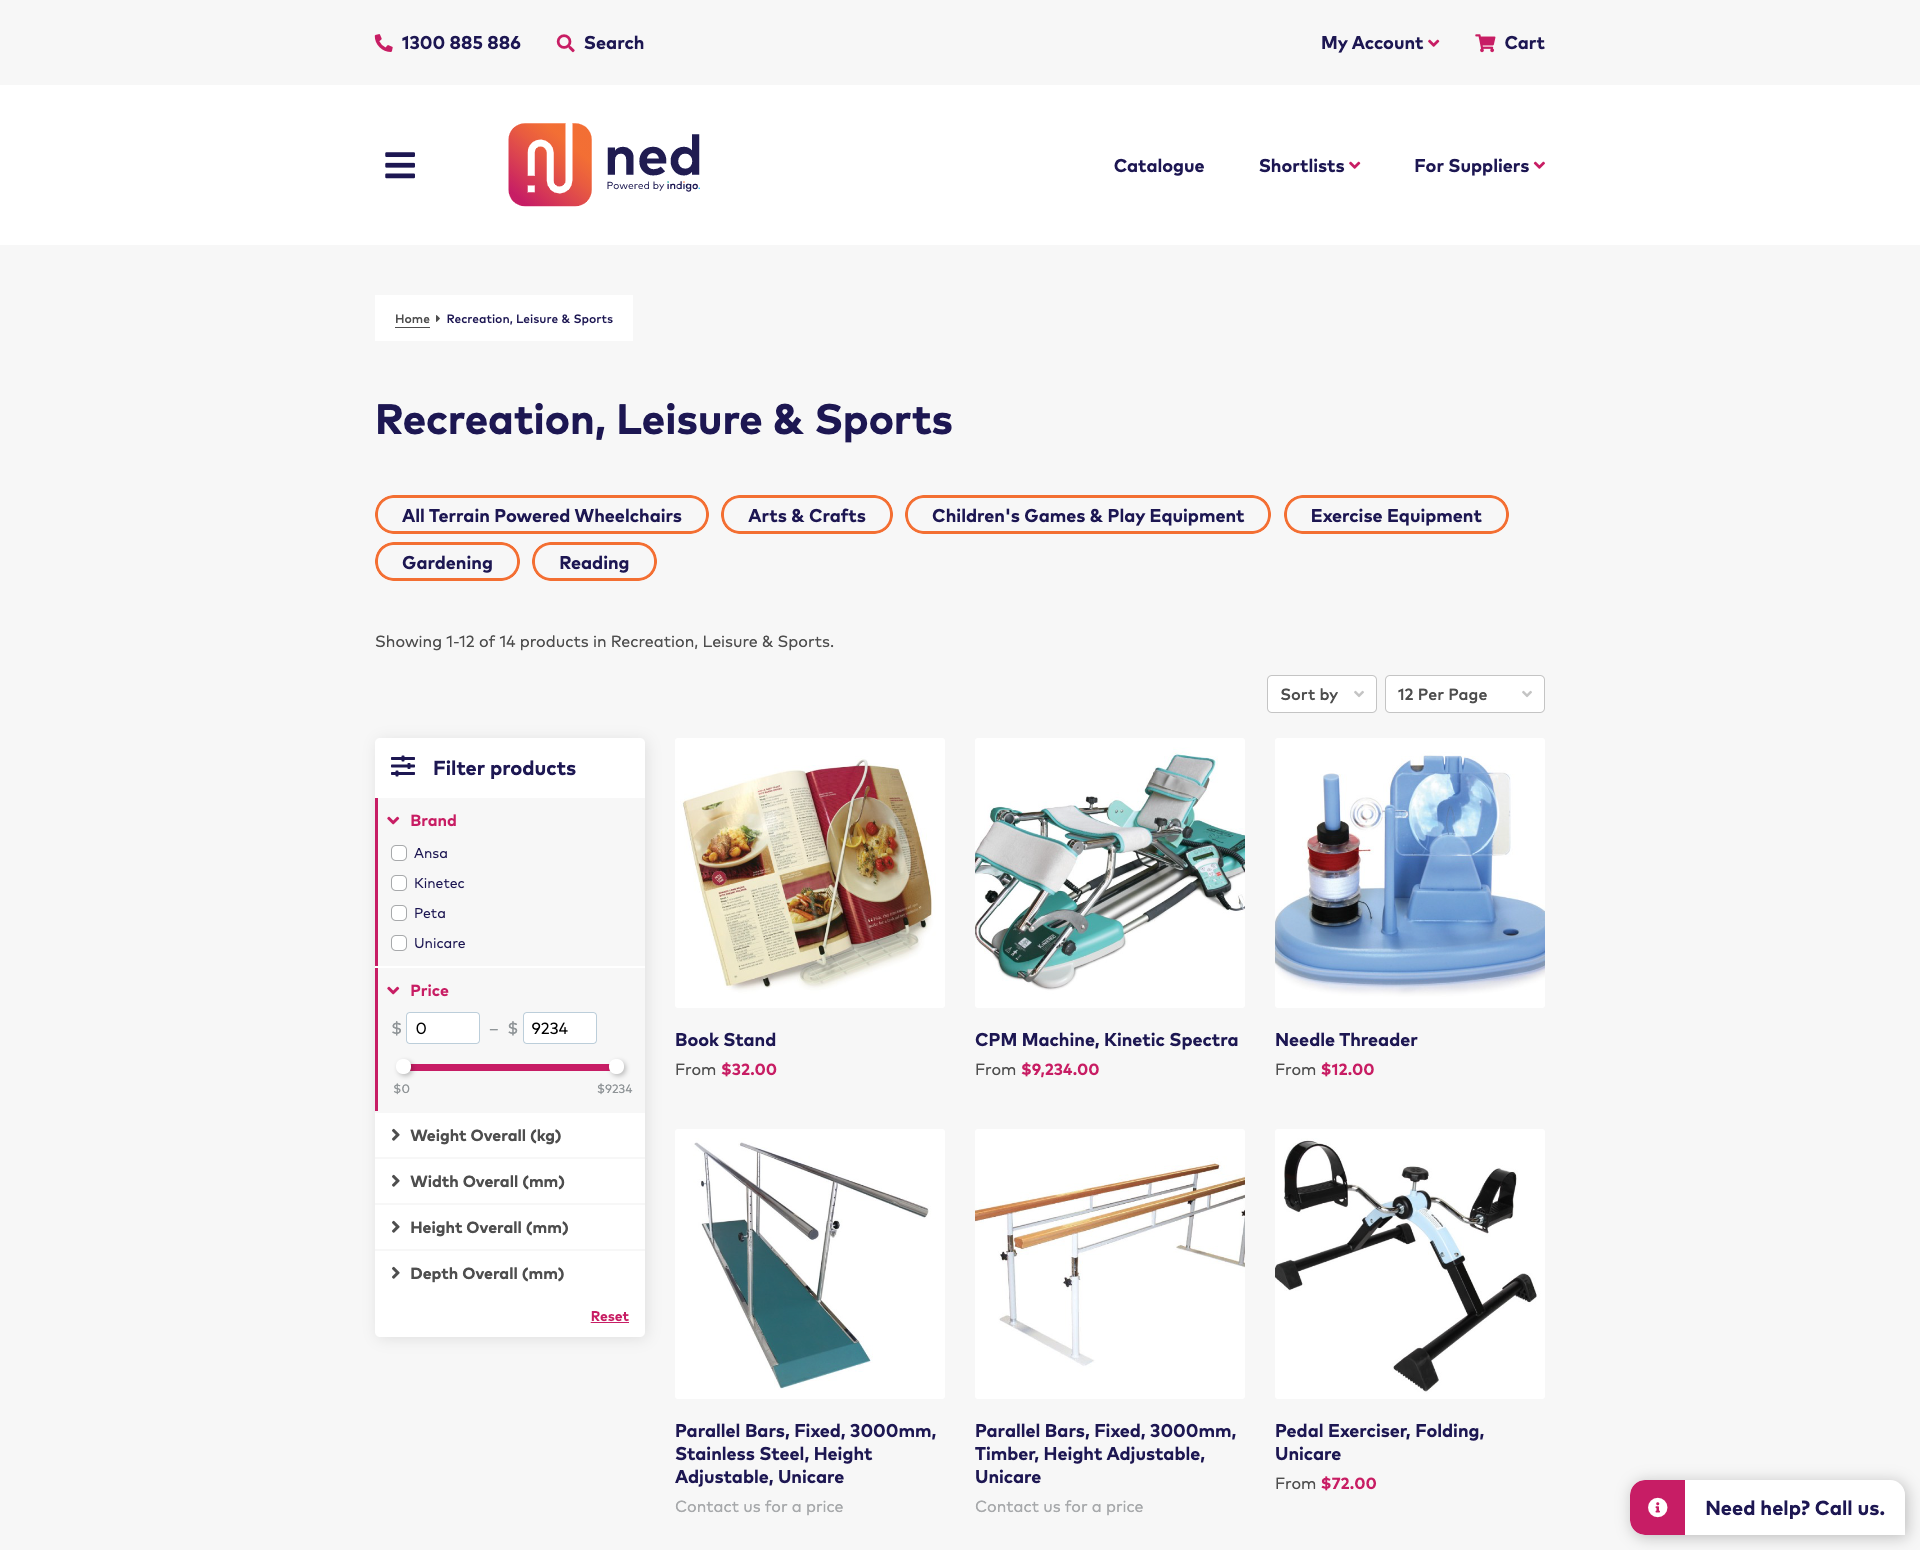 1300 885 886
Search
My Account
Cart
ned
Powered by indigo.
Catalogue
Shortlists
For Suppliers
Home
Recreation, Leisure & Sports
Recreation, Leisure & Sports
All Terrain Powered Wheelchairs
Arts & Crafts
Children's Games & Play Equipment
Exercise Equipment
Gardening
Reading
Showing 1-12 of 14 products in Recreation, Leisure & Sports.
Sort by
12 Per Page
Filter products
Brand
Ansa
Kinetec
Peta
Unicare
Price
$ 0 – $ 9234
$0
$9234
Weight Overall (kg)
Width Overall (mm)
Height Overall (mm)
Depth Overall (mm)
Reset
Book Stand
From $32.00
CPM Machine, Kinetic Spectra
From $9,234.00
Needle Threader
From $12.00
Parallel Bars, Fixed, 3000mm,
Stainless Steel, Height
Adjustable, Unicare
Contact us for a price
Parallel Bars, Fixed, 3000mm,
Timber, Height Adjustable,
Unicare
Contact us for a price
Pedal Exerciser, Folding,
Unicare
From $72.00
Need help? Call us.